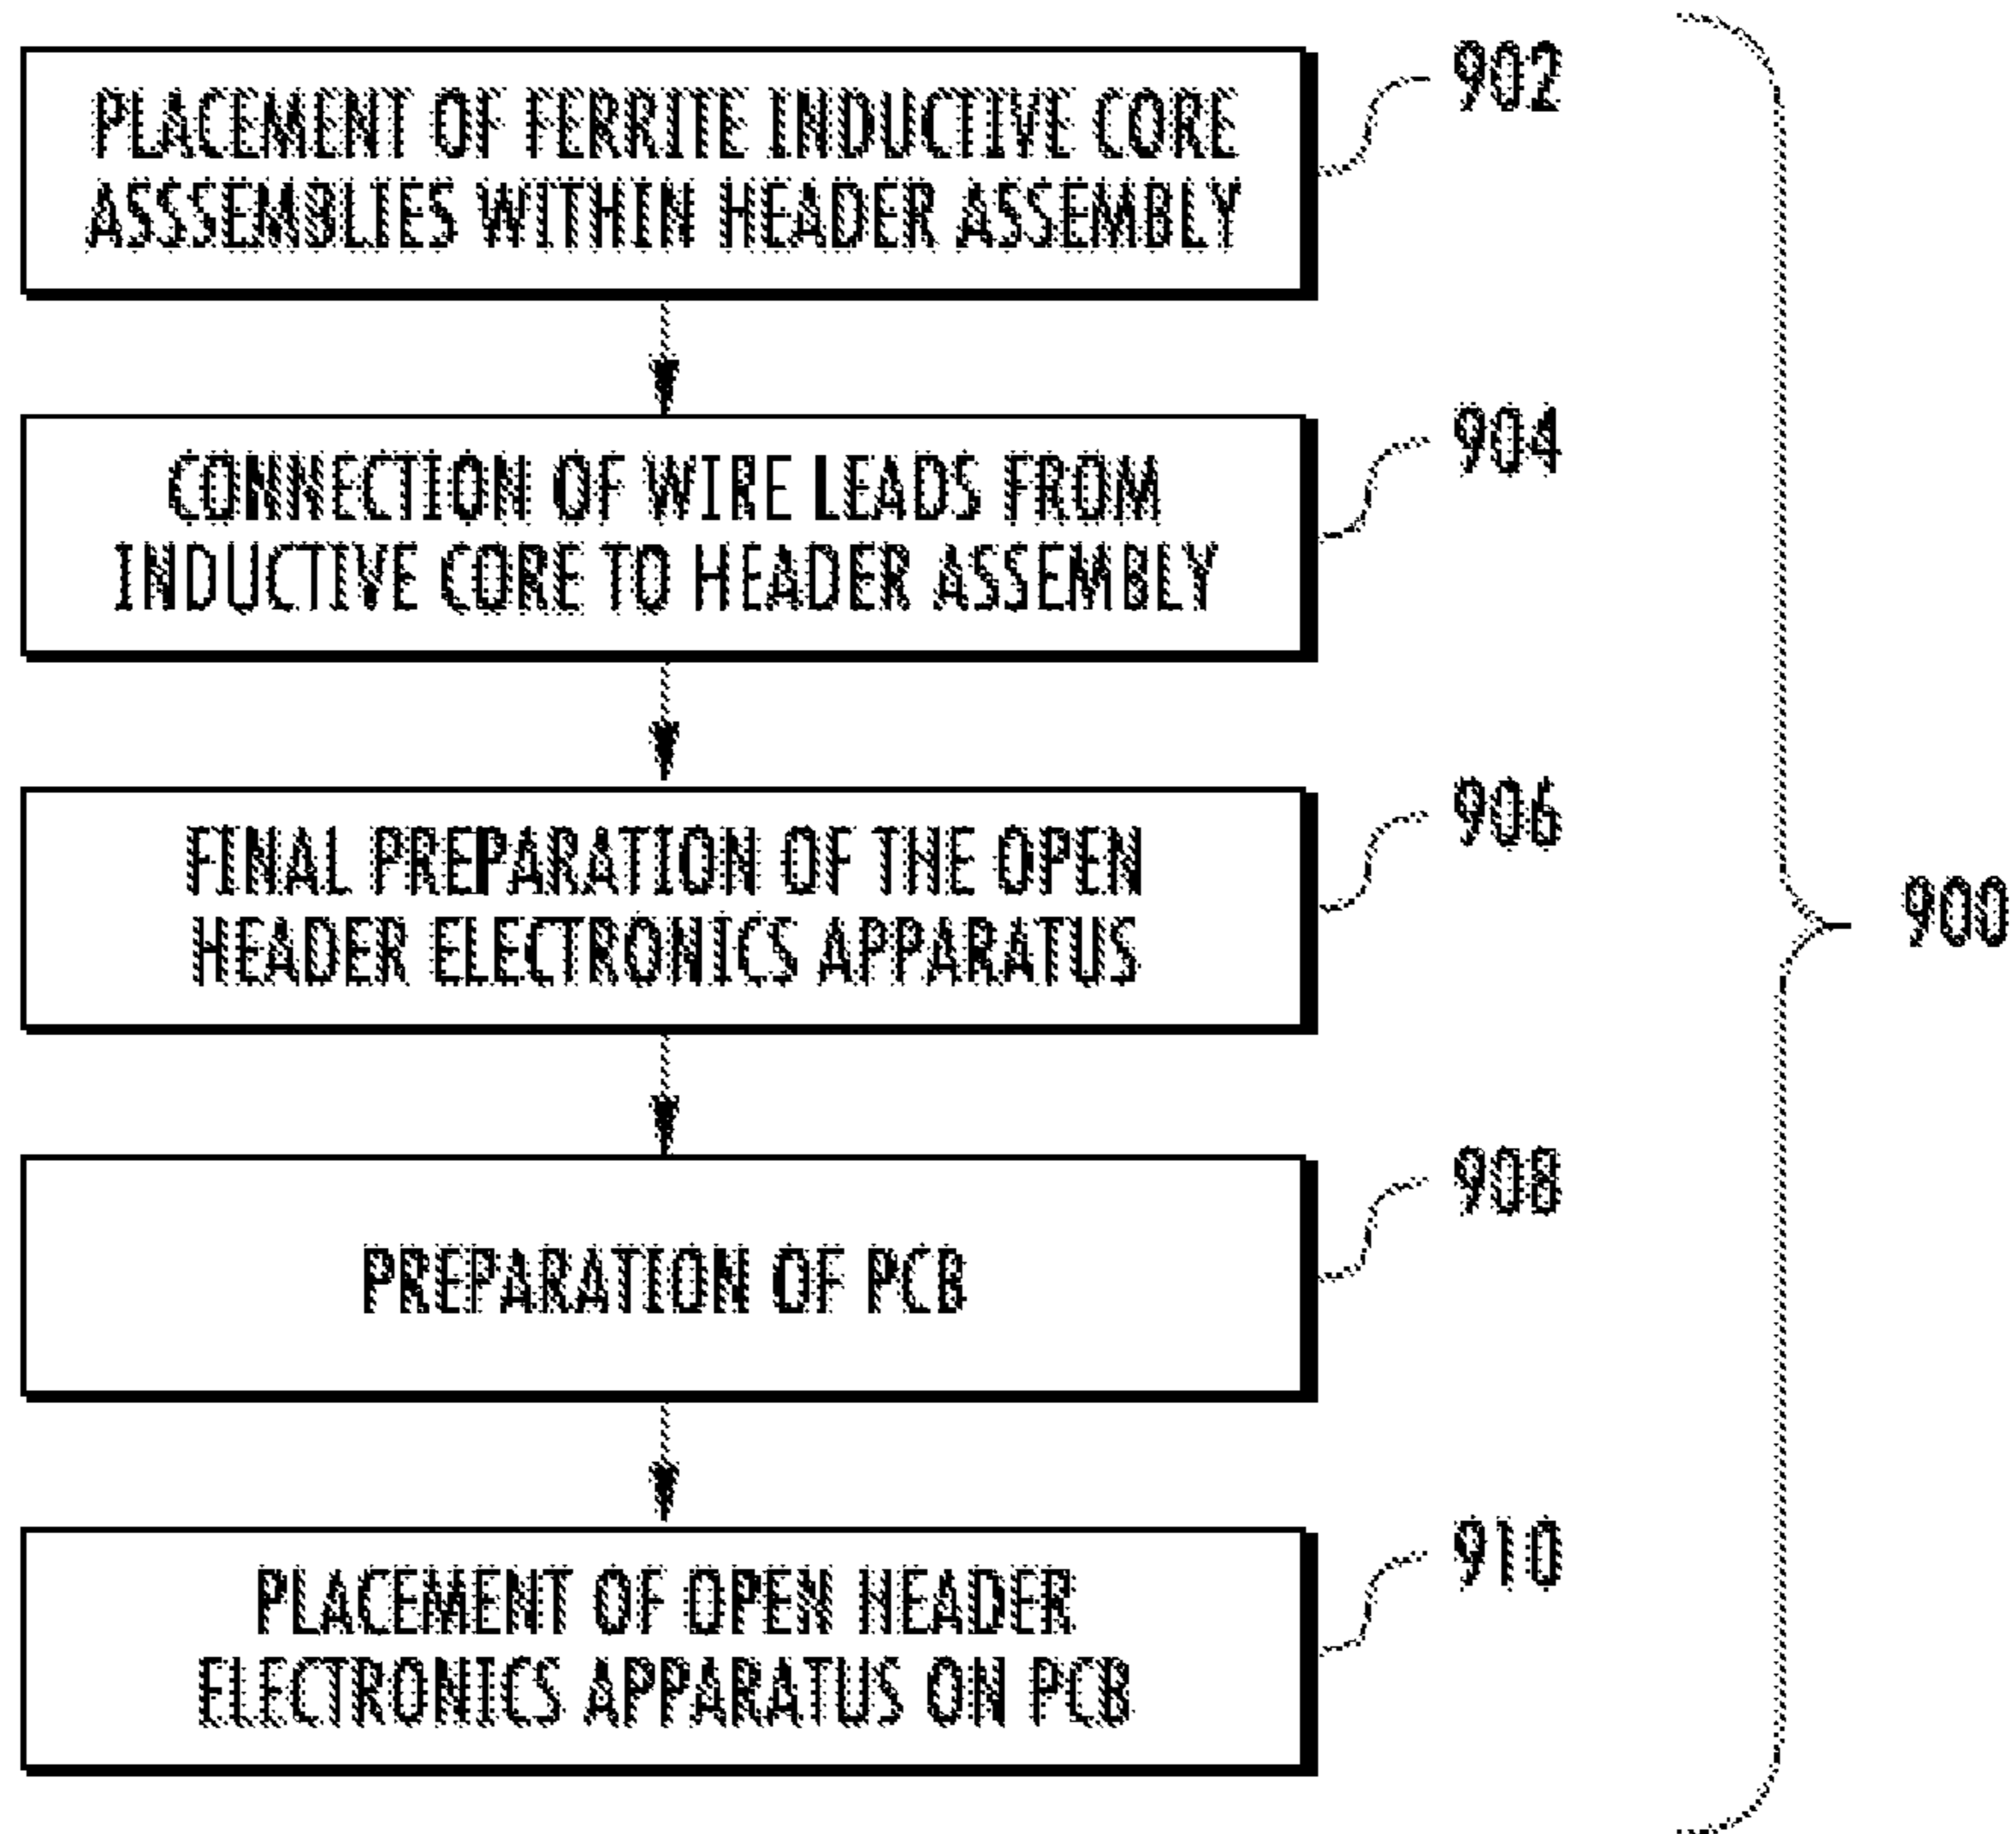 PLACEMENT OF FERRITE INDUCTIVE CORE
ASSSEMBLIES WITHIN HEADER ASSEMBLY
902
CONNECTION OF WIRE LEADS FROM
INDUCTIVE CORE TO HEADER ASSEMBLY
904
FINAL PREPARATION OF THE OPEN
HEADER ELECTRONICS APPARATUS
906
900
PREPARATION OF PCB
908
PLACEMENT OF OPEN HEADER
ELECTRONICS APPARATUS ON PCB
910